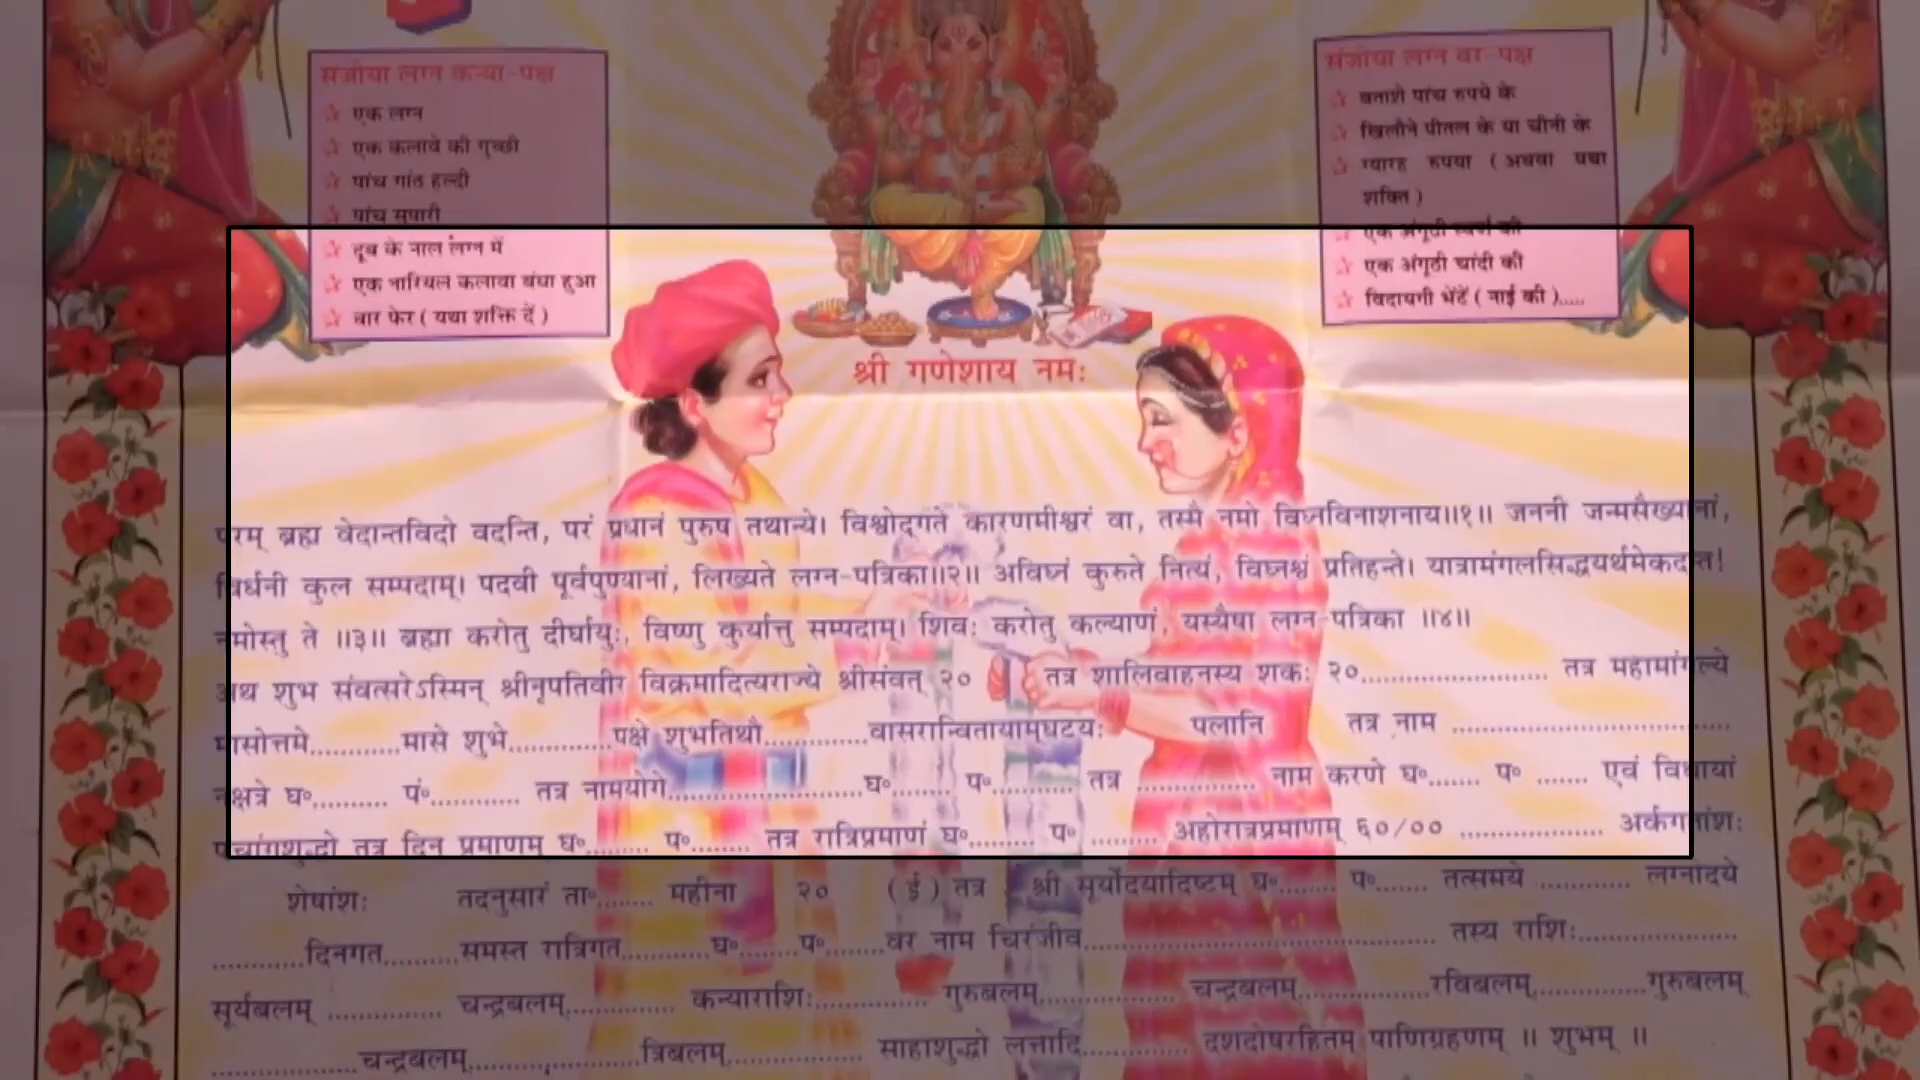 संजोया लग्न कन्या-पक्ष
एक लग्न
एक कलावे की गुच्छी
पांच गांठ हल्दी
पांच सुपारी
दूब के नाल लग्न में
एक नारियल कलावा बंधा हुआ
वार फेर ( यथा शक्ति दें )
संजोया लग्न वर-पक्ष
बताशे पांच रुपये के
खिलौने पीतल के या चीनी के
ग्यारह रुपया ( अथवा यथा
शक्ति )
एक अंगूठी स्वर्ण की
एक अंगूठी चांदी की
विदायगी भेंटें ( नाई की ).....
श्री गणेशाय नमः
परम् ब्रह्म वेदान्तविदो वदन्ति, परं प्रधानं पुरुष तथान्ये। विश्वोद्गते कारणमीश्वरं वा, तस्मै नमो विघ्नविनाशनाय॥१॥ जननी जन्मसैख्यानां,
विर्धनी कुल सम्पदाम्। पदवी पूर्वपुण्यानां, लिख्यते लग्न-पत्रिका॥२॥ अविघ्नं कुरुते नित्यं, विघ्नश्चं प्रतिहन्ते। यात्रामंगलसिद्धयर्थमेकदन्त!
नमोस्तु ते ॥३॥ ब्रह्मा करोतु दीर्घायुः, विष्णु कुर्यात्तु सम्पदाम्। शिवः करोतु कल्याणं, यस्यैषा लग्न-पत्रिका ॥४॥
अथ शुभ संवत्सरेऽस्मिन् श्रीनृपतिवीर विक्रमादित्यराज्ये श्रीसंवत् २० तत्र शालिवाहनस्य शकः २०........................ तत्र महामांगल्ये
मासोत्तमे...........मासे शुभे.............पक्षे शुभतिथौ.............वासरान्वितायाम्घटयः पलानि तत्र नाम ...................................
नक्षत्रे घ०......... पं०........... तत्र नामयोगे........................घ०....... प०.......... तत्र .............. नाम करणे घ०...... प० ...... एवं विधायां
पंचांगशुद्धो तत्र दिन प्रमाणम् घ०........ प०....... तत्र रात्रिप्रमाणं घ०........ प० ........ अहोरात्रप्रमाणम् ६०/०० .................. अर्कगतांशः
शेषांशः तदनुसारं ता०....... महीना २० ( ई ) तत्र श्री सूर्योदयादिष्टम् घ०....... प०...... तत्समये ........... लग्नादये
............दिनगत..........समस्त रात्रिगत...........घ०.......प०.......वर नाम चिरंजीव............................................ तस्य राशिः....................
सूर्यबलम् .............. चन्द्रबलम्.............. कन्याराशिः.............. गुरुबलम्................. चन्द्रबलम्.................रविबलम्..............गुरुबलम्
..................चन्द्रबलम्......................त्रिबलम्................. साहाशुद्धो लत्तादि............. दशदोषरहितम् पाणिग्रहणम् ॥ शुभम् ॥